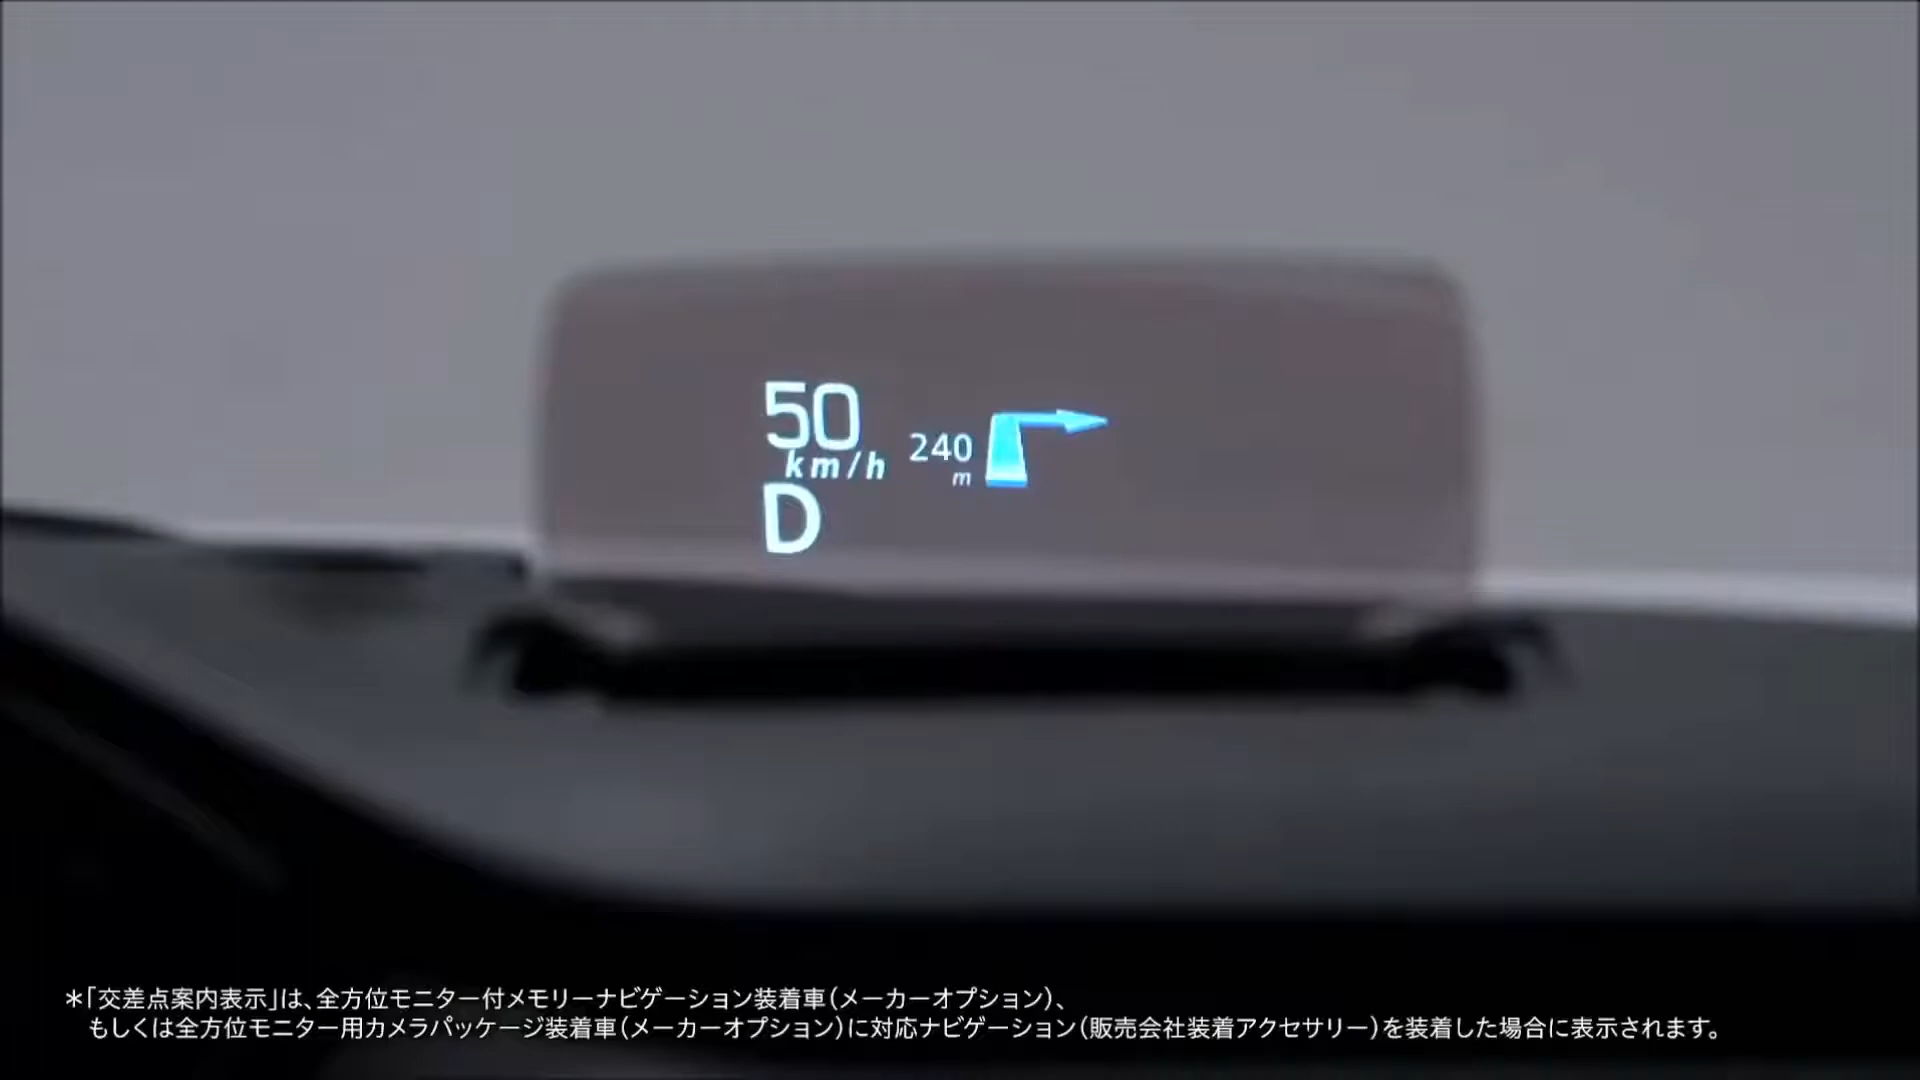 50
km/h
240
m
D
＊「交差点案内表示」は、全方位モニター付メモリーナビゲーション装着車（メーカーオプション）、
もしくは全方位モニター用カメラパッケージ装着車（メーカーオプション）に対応ナビゲーション（販売会社装着アクセサリー）を装着した場合に表示されます。